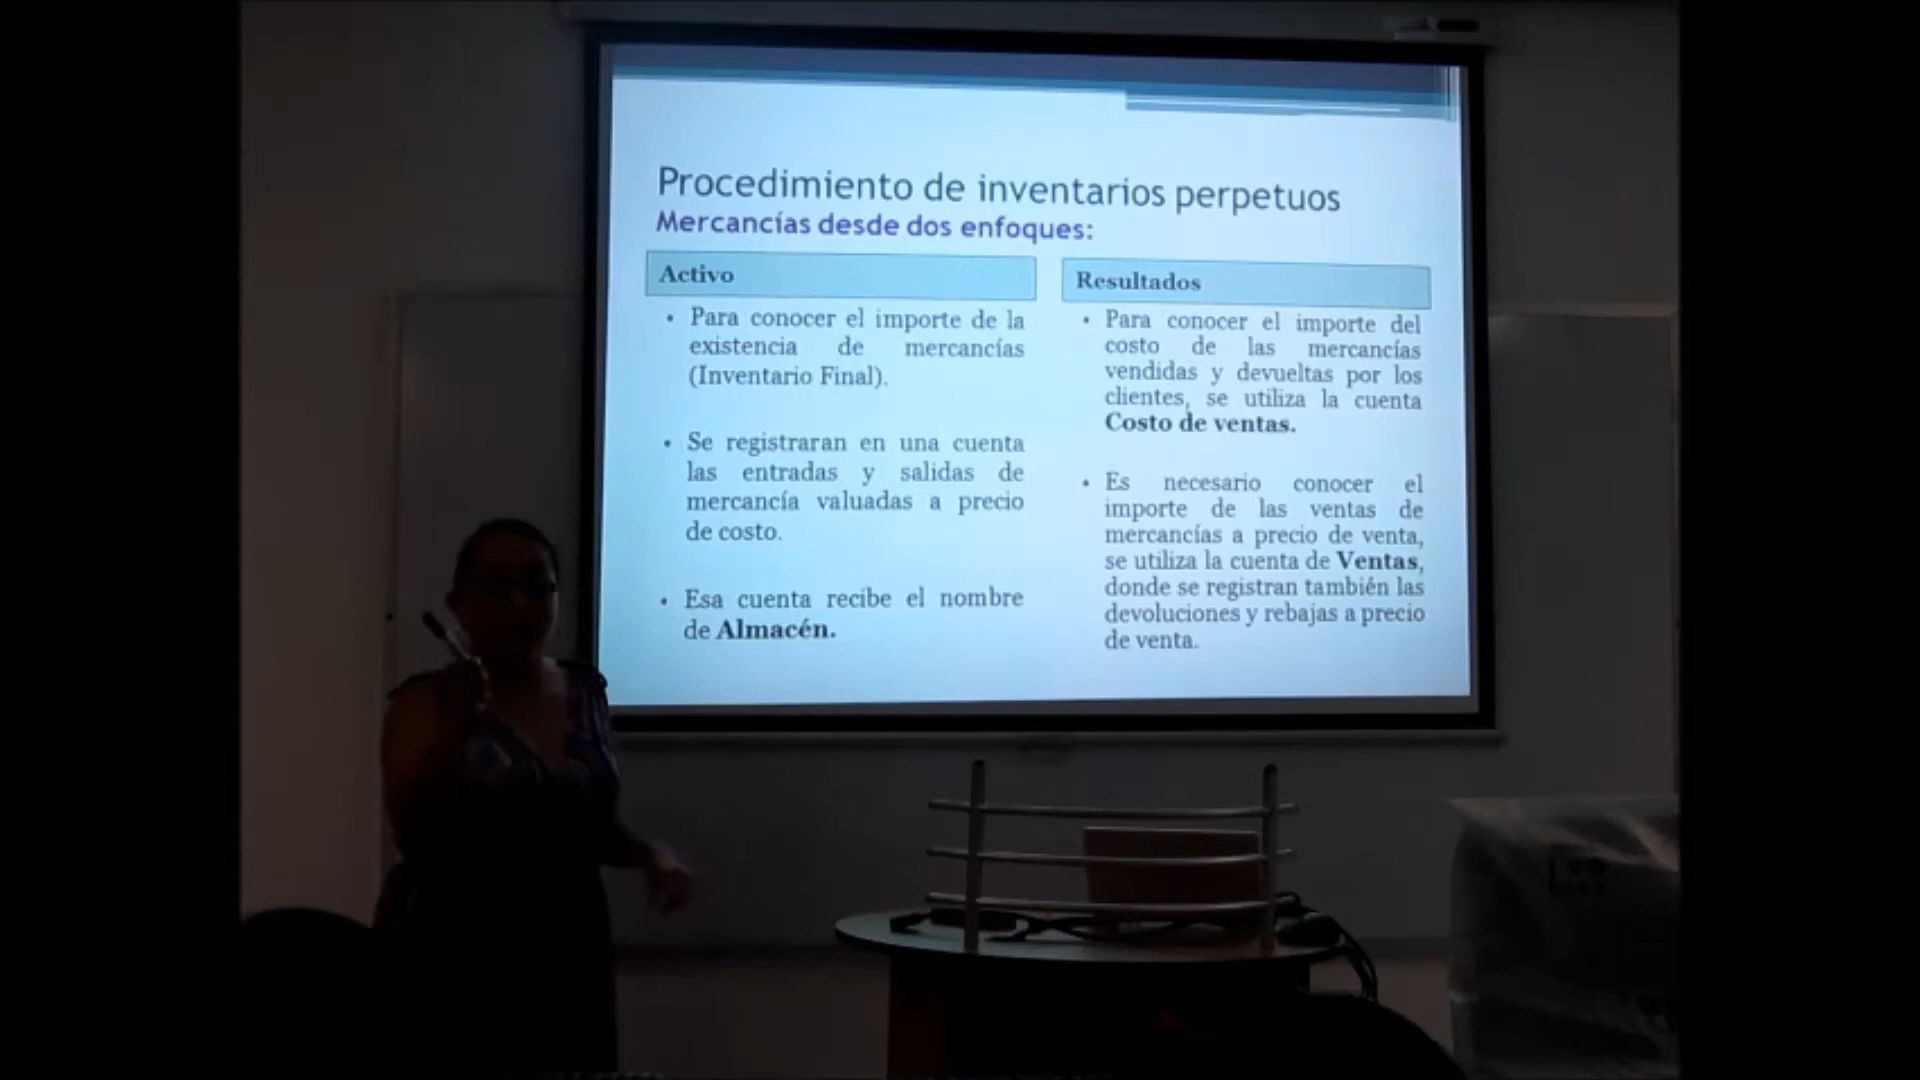 Procedimiento de inventarios perpetuos
Mercancías desde dos enfoques:
Activo
• Para conocer el importe de la
existencia de mercancías
(Inventario Final).
• Se registraran en una cuenta
las entradas y salidas de
mercancía valuadas a precio
de costo.
• Esa cuenta recibe el nombre
de Almacén.
Resultados
• Para conocer el importe del
costo de las mercancías
vendidas y devueltas por los
clientes, se utiliza la cuenta
Costo de ventas.
• Es necesario conocer el
importe de las ventas de
mercancías a precio de venta,
se utiliza la cuenta de Ventas,
donde se registran también las
devoluciones y rebajas a precio
de venta.